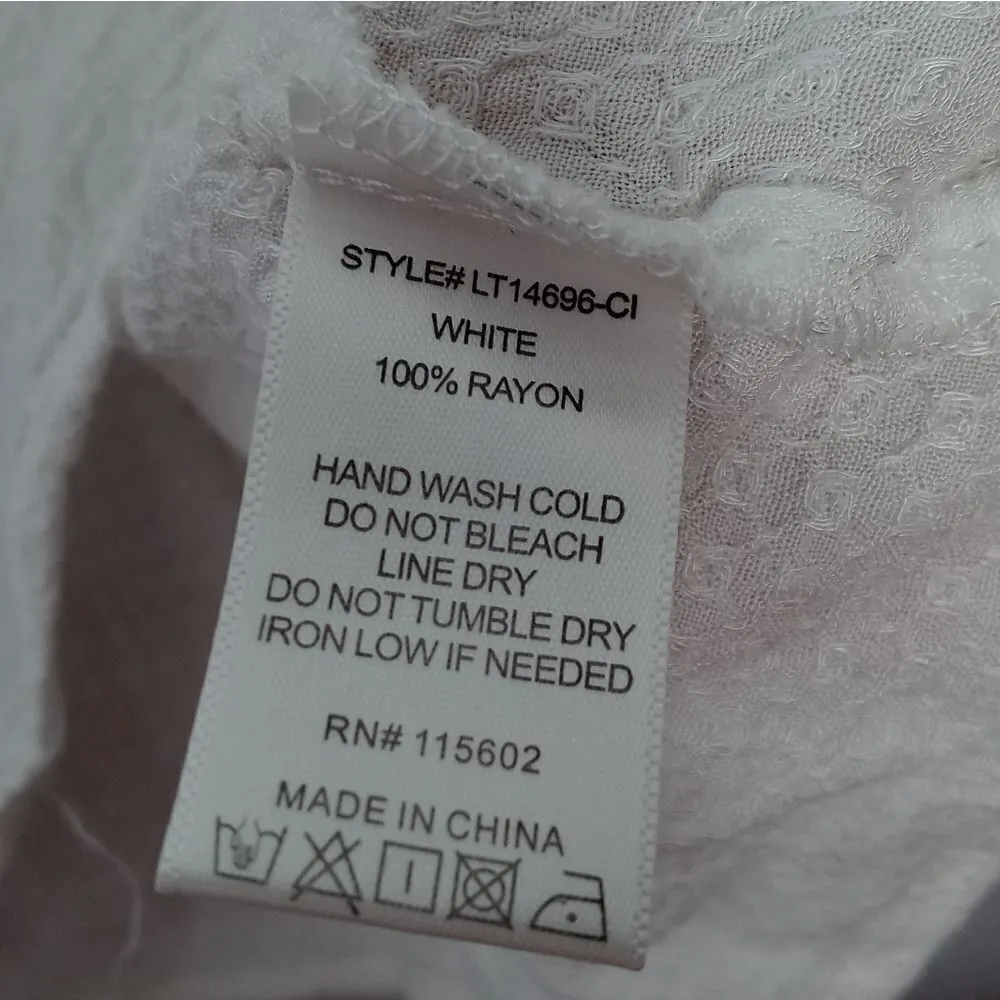 STYLE# LT14696-CI
WHITE
100% RAYON
HAND WASH COLD
DO NOT BLEACH
LINE DRY
DO NOT TUMBLE DRY
IRON LOW IF NEEDED
RN# 115602
MADE IN CHINA